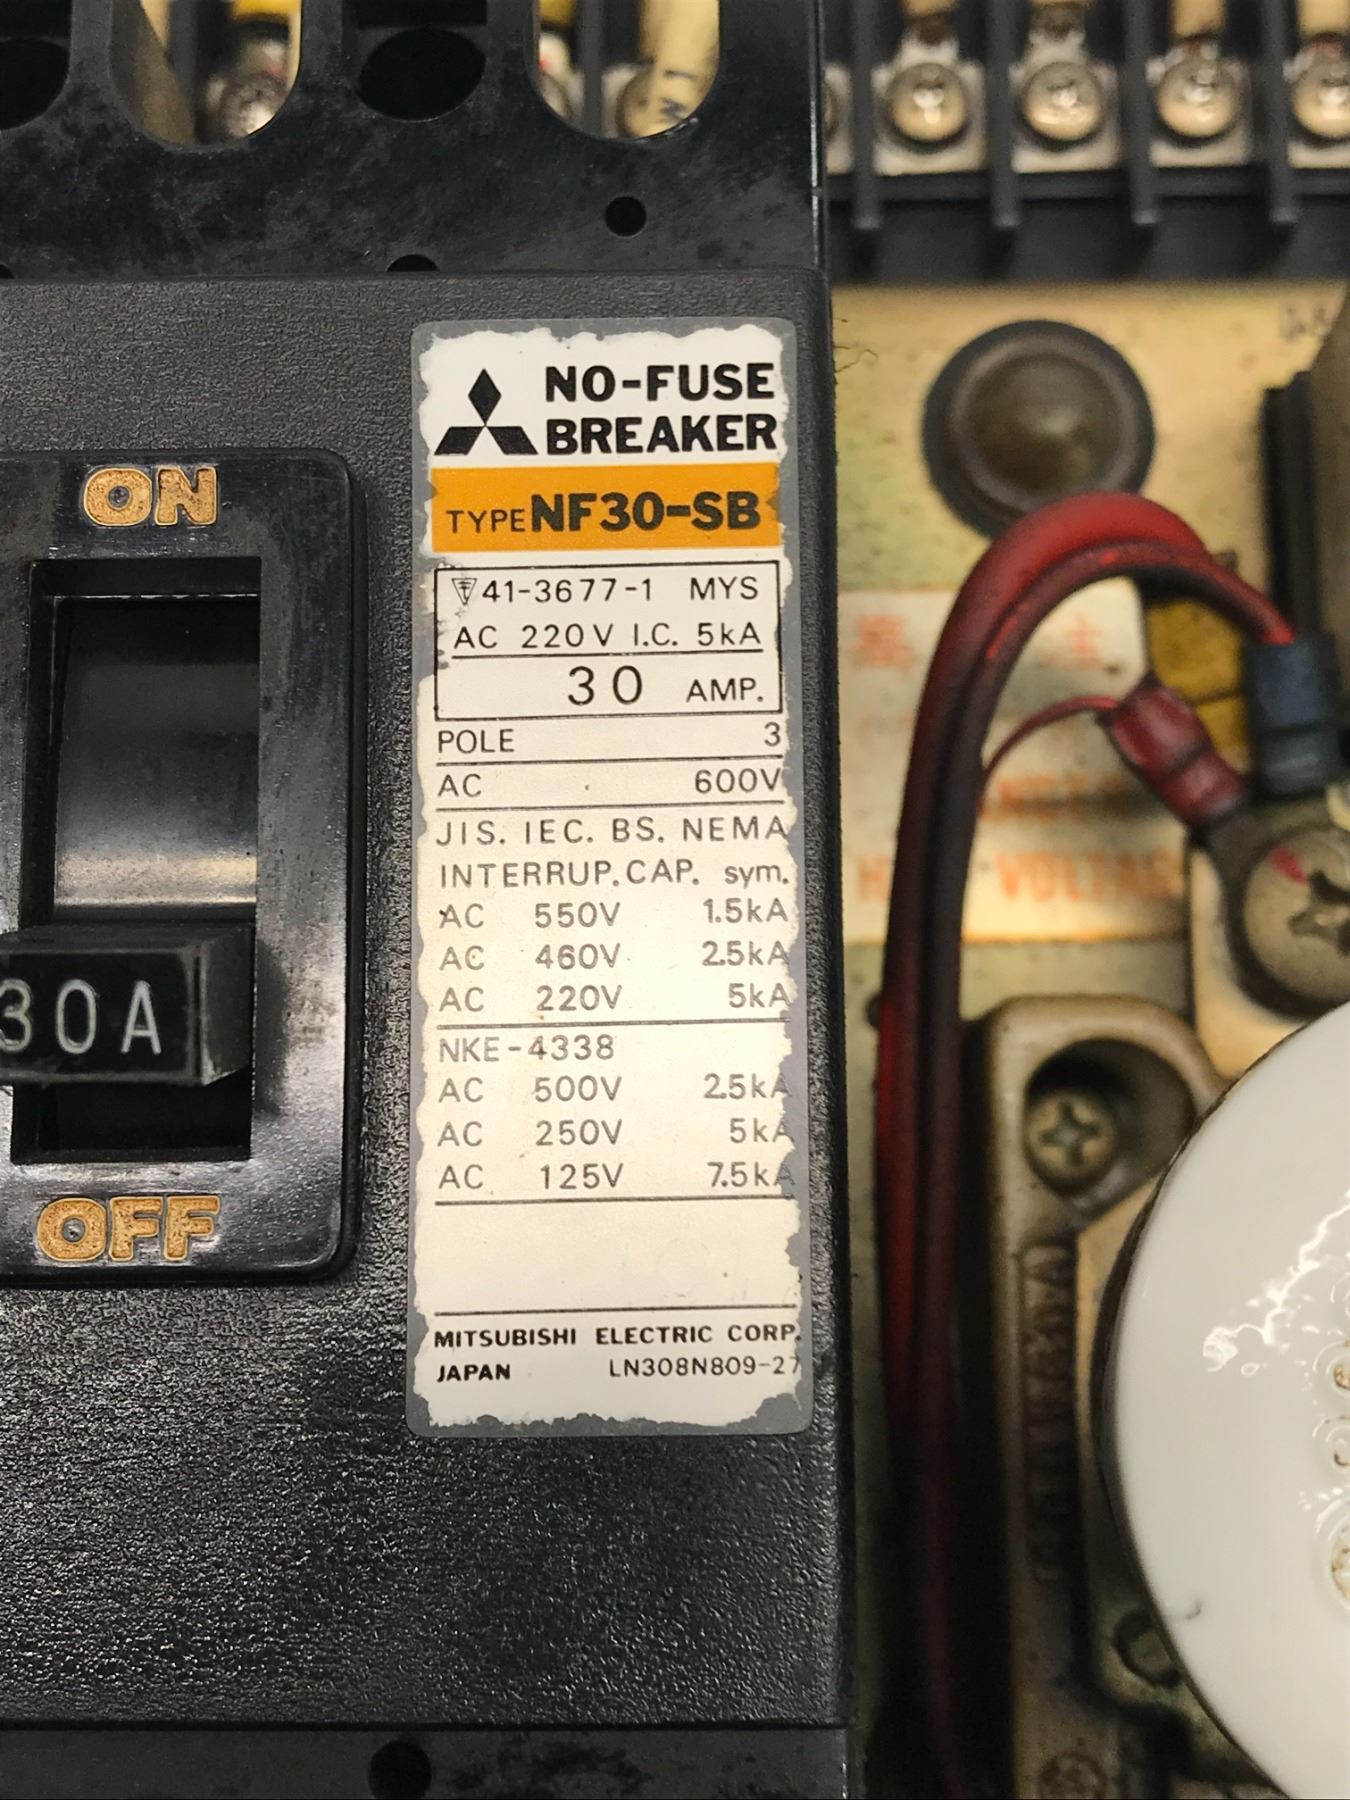 NO-FUSE
BREAKER
TYPE NF30-SB
41-3677-1 MYS
AC 220V I.C. 5kA
30 AMP.
POLE 3
AC 600V
JIS. IEC. BS. NEMA
INTERRUP. CAP. sym.
AC 550V 1.5kA
AC 460V 2.5kA
AC 220V 5kA
NKE-4338
AC 500V 2.5kA
AC 250V 5kA
AC 125V 7.5kA
MITSUBISHI ELECTRIC CORP.
JAPAN LN308N809-27
ON
30A
OFF
VOLTAGE